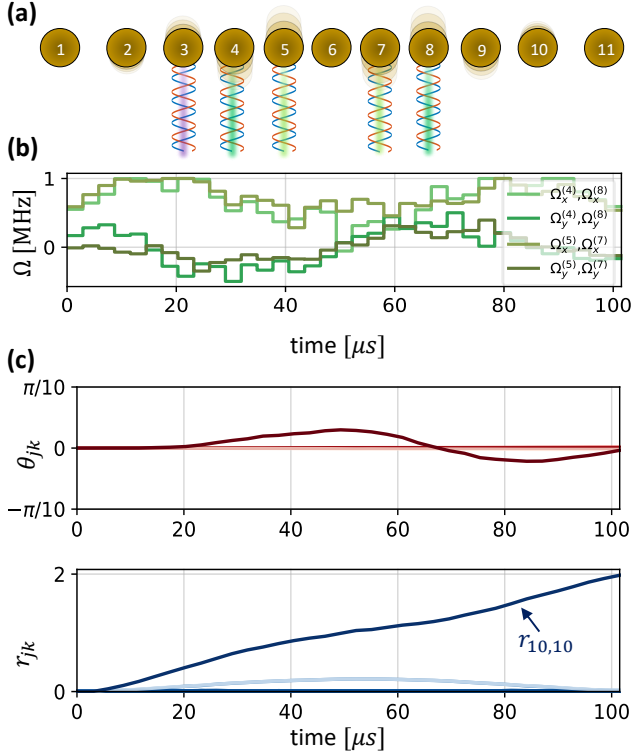 (a)
1 2 3 4 5 6 7 8 9 10 11
(b)
Ω [MHz]
1
0
Ω_x^(4),Ω_x^(8)
Ω_y^(4),Ω_y^(8)
Ω_x^(5),Ω_x^(7)
Ω_y^(5),Ω_y^(7)
0 20 40 60 80 100
time [μs]
(c)
π/10
θ_jk
0
−π/10
0 20 40 60 80 100
2
r_jk
r_10,10
0
0 20 40 60 80 100
time [μs]